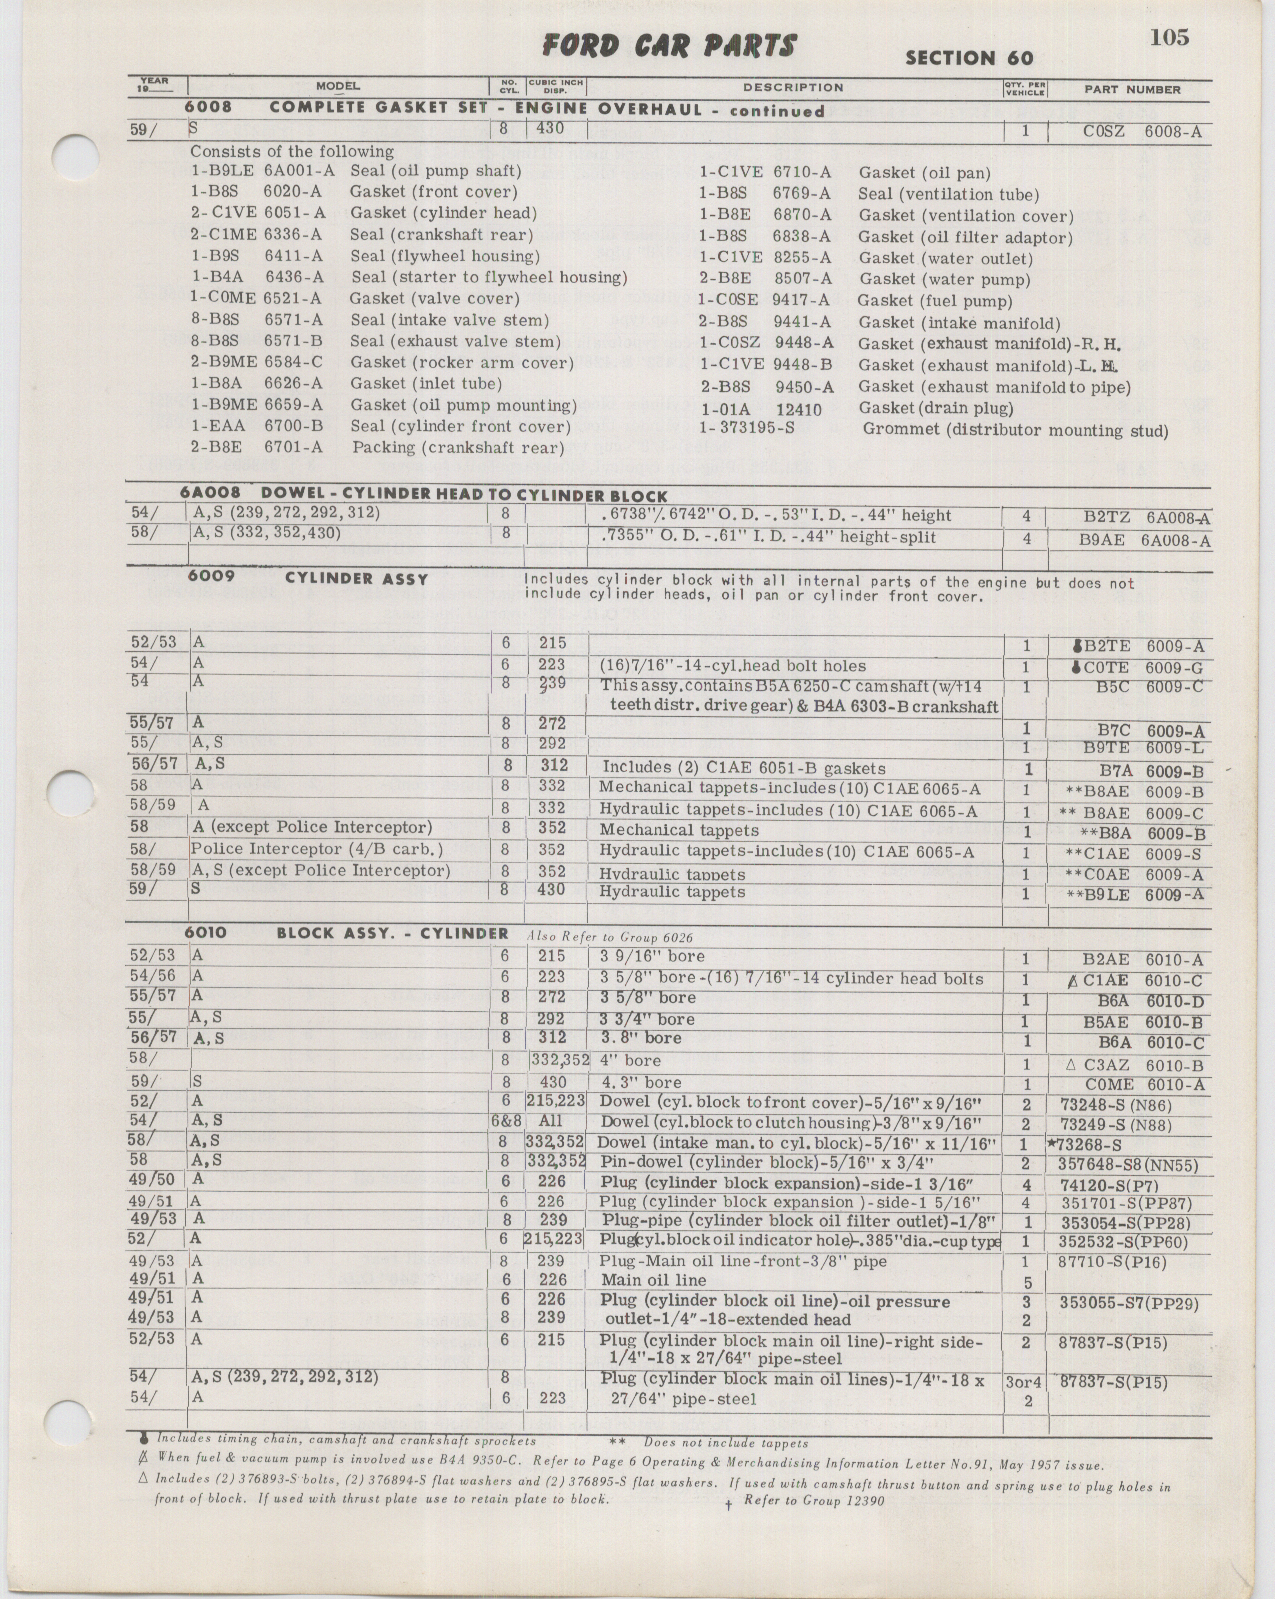 105
FORD CAR PARTS
SECTION 60
YEAR 19___ MODEL NO. CYL. CUBIC INCH DISP. DESCRIPTION QTY. PER VEHICLE PART NUMBER
6008 COMPLETE GASKET SET - ENGINE OVERHAUL - continued
59/ S 8 430 1 C0SZ 6008-A
Consists of the following
1-B9LE 6A001-A Seal (oil pump shaft) 1-C1VE 6710-A Gasket (oil pan)
1-B8S 6020-A Gasket (front cover) 1-B8S 6769-A Seal (ventilation tube)
2-C1VE 6051-A Gasket (cylinder head) 1-B8E 6870-A Gasket (ventilation cover)
2-C1ME 6336-A Seal (crankshaft rear) 1-B8S 6838-A Gasket (oil filter adaptor)
1-B9S 6411-A Seal (flywheel housing) 1-C1VE 8255-A Gasket (water outlet)
1-B4A 6436-A Seal (starter to flywheel housing) 2-B8E 8507-A Gasket (water pump)
1-C0ME 6521-A Gasket (valve cover) 1-C0SE 9417-A Gasket (fuel pump)
8-B8S 6571-A Seal (intake valve stem) 2-B8S 9441-A Gasket (intake manifold)
8-B8S 6571-B Seal (exhaust valve stem) 1-C0SZ 9448-A Gasket (exhaust manifold)-R.H.
2-B9ME 6584-C Gasket (rocker arm cover) 1-C1VE 9448-B Gasket (exhaust manifold)-L.H.
1-B8A 6626-A Gasket (inlet tube) 2-B8S 9450-A Gasket (exhaust manifold to pipe)
1-B9ME 6659-A Gasket (oil pump mounting) 1-01A 12410 Gasket (drain plug)
1-EAA 6700-B Seal (cylinder front cover) 1-373195-S Grommet (distributor mounting stud)
2-B8E 6701-A Packing (crankshaft rear)
6A008 DOWEL - CYLINDER HEAD TO CYLINDER BLOCK
54/ A,S (239,272,292,312) 8 .6738"/.6742" O.D.-.53" I.D.-.44" height 4 B2TZ 6A008-A
58/ A,S (332, 352,430) 8 .7355" O.D.-.61" I.D.-.44" height-split 4 B9AE 6A008-A
6009 CYLINDER ASSY Includes cylinder block with all internal parts of the engine but does not
include cylinder heads, oil pan or cylinder front cover.
52/53 A 6 215 1 B2TE 6009-A
54/ A 6 223 (16)7/16"-14-cyl.head bolt holes 1 C0TE 6009-G
54 A 8 239 This assy.contains B5A 6250-C camshaft (w/†14 1 B5C 6009-C
teeth distr. drive gear) & B4A 6303-B crankshaft
55/57 A 8 272 1 B7C 6009-A
55/ A,S 8 292 1 B9TE 6009-L
56/57 A,S 8 312 Includes (2) C1AE 6051-B gaskets 1 B7A 6009-B
58 A 8 332 Mechanical tappets-includes (10) C1AE 6065-A 1 **B8AE 6009-B
58/59 A 8 332 Hydraulic tappets-includes (10) C1AE 6065-A 1 ** B8AE 6009-C
58 A (except Police Interceptor) 8 352 Mechanical tappets 1 **B8A 6009-B
58/ Police Interceptor (4/B carb.) 8 352 Hydraulic tappets-includes (10) C1AE 6065-A 1 **C1AE 6009-S
58/59 A, S (except Police Interceptor) 8 352 Hydraulic tappets 1 **C0AE 6009-A
59/ S 8 430 Hydraulic tappets 1 **B9LE 6009-A
6010 BLOCK ASSY. - CYLINDER Also Refer to Group 6026
52/53 A 6 215 3 9/16" bore 1 B2AE 6010-A
54/56 A 6 223 3 5/8" bore-(16) 7/16"-14 cylinder head bolts 1 C1AE 6010-C
55/57 A 8 272 3 5/8" bore 1 B6A 6010-D
55/ A,S 8 292 3 3/4" bore 1 B5AE 6010-B
56/57 A,S 8 312 3.8" bore 1 B6A 6010-C
58/ 8 332,352 4" bore 1 △ C3AZ 6010-B
59/ S 8 430 4.3" bore 1 C0ME 6010-A
52/ A 6 215,223 Dowel (cyl. block to front cover)-5/16" x 9/16" 2 73248-S (N86)
54/ A, S 6&8 All Dowel (cyl.block to clutch housing)-3/8" x 9/16" 2 73249-S (N88)
58/ A,S 8 332,352 Dowel (intake man. to cyl. block)-5/16" x 11/16" 1 *73268-S
58 A,S 8 332,352 Pin-dowel (cylinder block)-5/16" x 3/4" 2 357648-S8 (NN55)
49/50 A 6 226 Plug (cylinder block expansion)-side-1 3/16" 4 74120-S(P7)
49/51 A 6 226 Plug (cylinder block expansion )-side-1 5/16" 4 351701-S(PP87)
49/53 A 8 239 Plug-pipe (cylinder block oil filter outlet)-1/8" 1 353054-S(PP28)
52/ A 6 215,223 Plug(cyl.block oil indicator hole)-.385"dia.-cup type 1 352532-S(PP60)
49/53 A 8 239 Plug-Main oil line-front-3/8" pipe 1 87710-S(P16)
49/51 A 6 226 Main oil line 5
49/51 A 6 226 Plug (cylinder block oil line)-oil pressure 3 353055-S7(PP29)
49/53 A 8 239 outlet-1/4"-18-extended head 2
52/53 A 6 215 Plug (cylinder block main oil line)-right side- 2 87837-S(P15)
1/4"-18 x 27/64" pipe-steel
54/ A,S (239,272,292,312) 8 Plug (cylinder block main oil lines)-1/4"-18 x 3or4 87837-S(P15)
54/ A 6 223 27/64" pipe-steel 2
Includes timing chain, camshaft and crankshaft sprockets ** Does not include tappets
When fuel & vacuum pump is involved use B4A 9350-C. Refer to Page 6 Operating & Merchandising Information Letter No.91, May 1957 issue.
△ Includes (2) 376893-S bolts, (2) 376894-S flat washers and (2) 376895-S flat washers. If used with camshaft thrust button and spring use to plug holes in
front of block. If used with thrust plate use to retain plate to block. † Refer to Group 12390